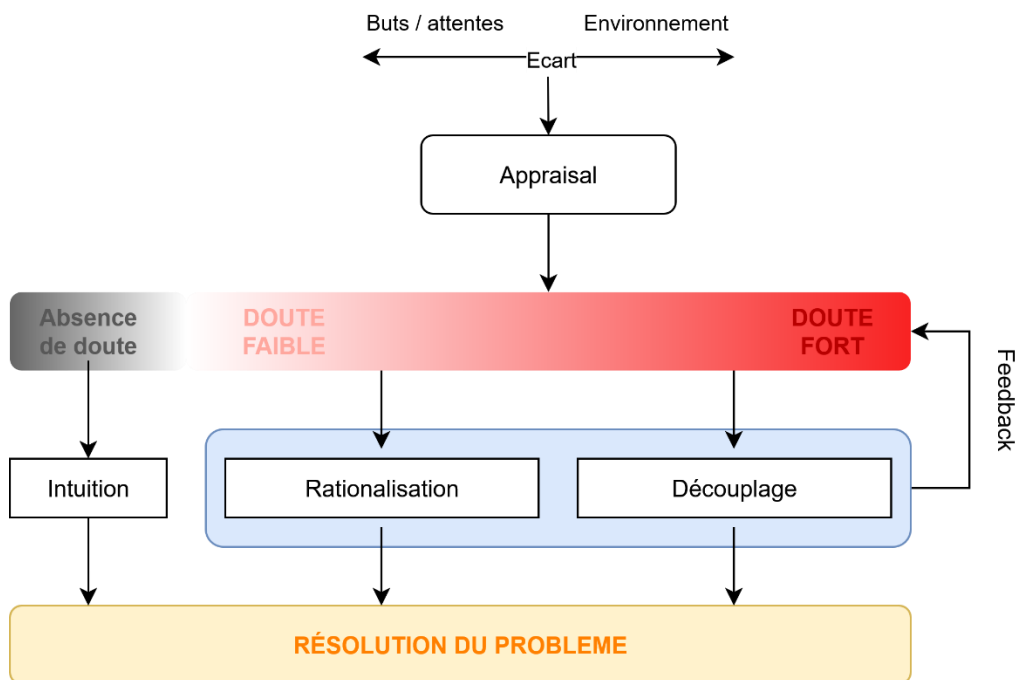 Buts / attentes
Environnement
Ecart
Appraisal
Absence
de doute
DOUTE
FAIBLE
DOUTE
FORT
Feedback
Intuition
Rationalisation
Découplage
RÉSOLUTION DU PROBLEME